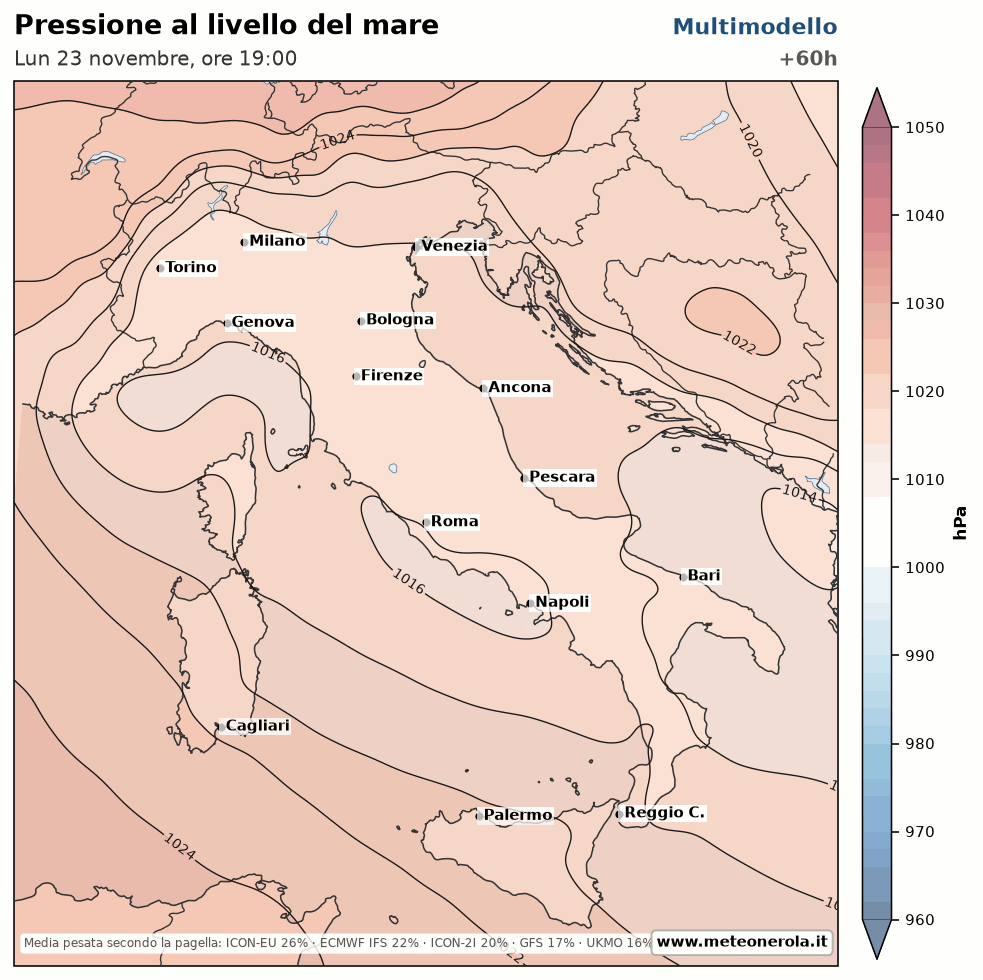 Pressione al livello del mare
Multimodello
Lun 23 novembre, ore 19:00
+60h
1024
1020
Milano
Venezia
Torino
Genova
Bologna
1022
1016
Firenze
Ancona
Pescara
1014
Roma
1016
Bari
Napoli
Cagliari
Palermo
Reggio C.
1024
Media pesata secondo la pagella: ICON-EU 26% · ECMWF IFS 22% · ICON-2I 20% · GFS 17% · UKMO 16%
www.meteonerola.it
1050
1040
1030
1020
1010
1000
990
980
970
960
hPa